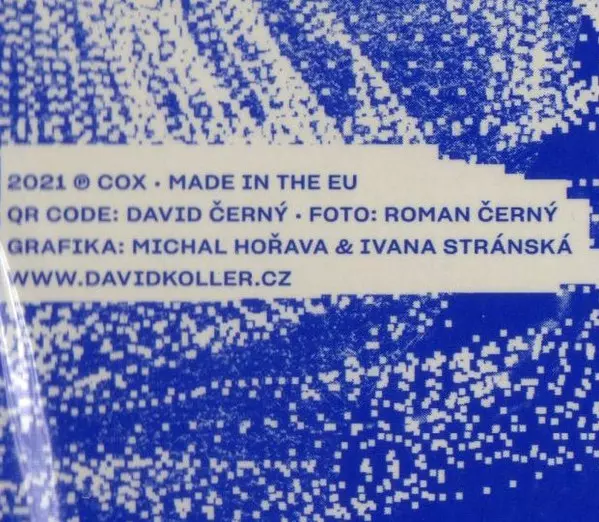 2021 ℗ COX · MADE IN THE EU
QR CODE: DAVID ČERNÝ · FOTO: ROMAN ČERNÝ
GRAFIKA: MICHAL HOŘAVA & IVANA STRÁNSKÁ
WWW.DAVIDKOLLER.CZ